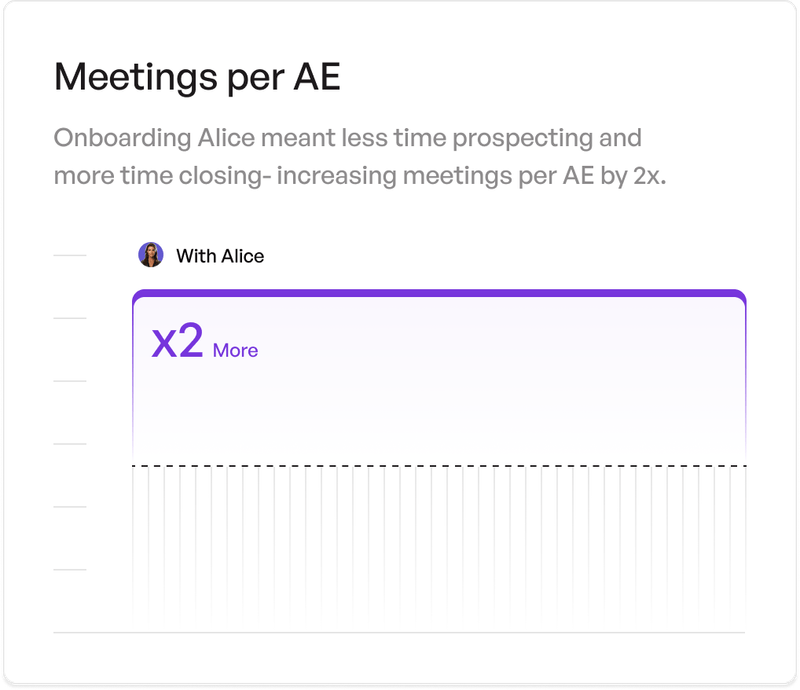 Meetings per AE
Onboarding Alice meant less time prospecting and
more time closing- increasing meetings per AE by 2x.
With Alice
x2 More